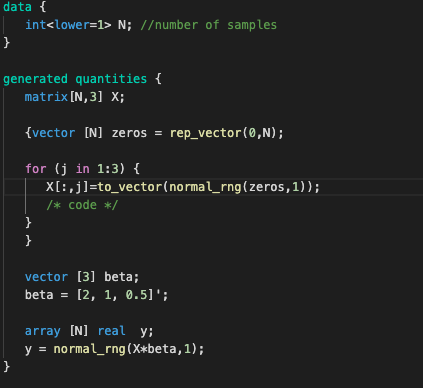 data {
int<lower=1> N; //number of samples
}
generated quantities {
matrix[N,3] X;
{vector [N] zeros = rep_vector(0,N);
for (j in 1:3) {
X[:,j]=to_vector(normal_rng(zeros,1));
/* code */
}
}
vector [3] beta;
beta = [2, 1, 0.5]';
array [N] real  y;
y = normal_rng(X*beta,1);
}